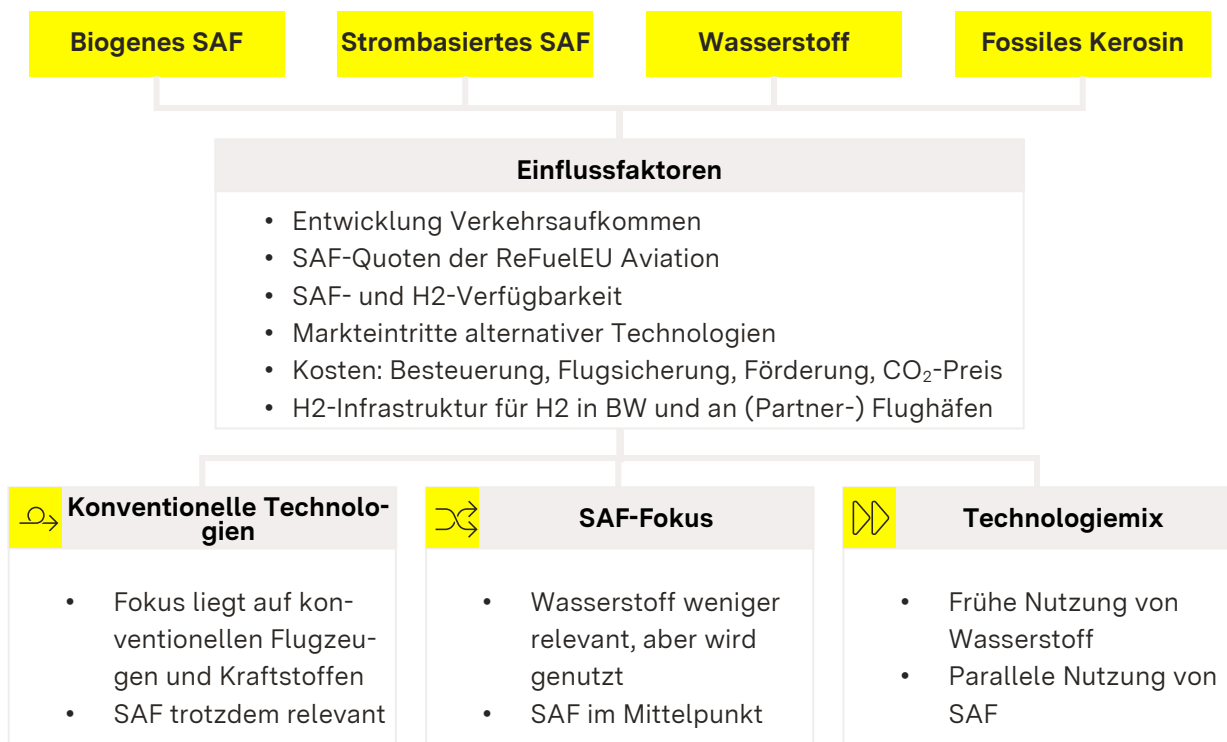 Biogenes SAF
Strombasiertes SAF
Wasserstoff
Fossiles Kerosin
Einflussfaktoren
• Entwicklung Verkehrsaufkommen
• SAF-Quoten der ReFuelEU Aviation
• SAF- und H2-Verfügbarkeit
• Markteintritte alternativer Technologien
• Kosten: Besteuerung, Flugsicherung, Förderung, CO₂-Preis
• H2-Infrastruktur für H2 in BW und an (Partner-) Flughäfen
Konventionelle Technolo-
gien
• Fokus liegt auf kon-
ventionellen Flugzeu-
gen und Kraftstoffen
• SAF trotzdem relevant
SAF-Fokus
• Wasserstoff weniger
relevant, aber wird
genutzt
• SAF im Mittelpunkt
Technologiemix
• Frühe Nutzung von
Wasserstoff
• Parallele Nutzung von
SAF